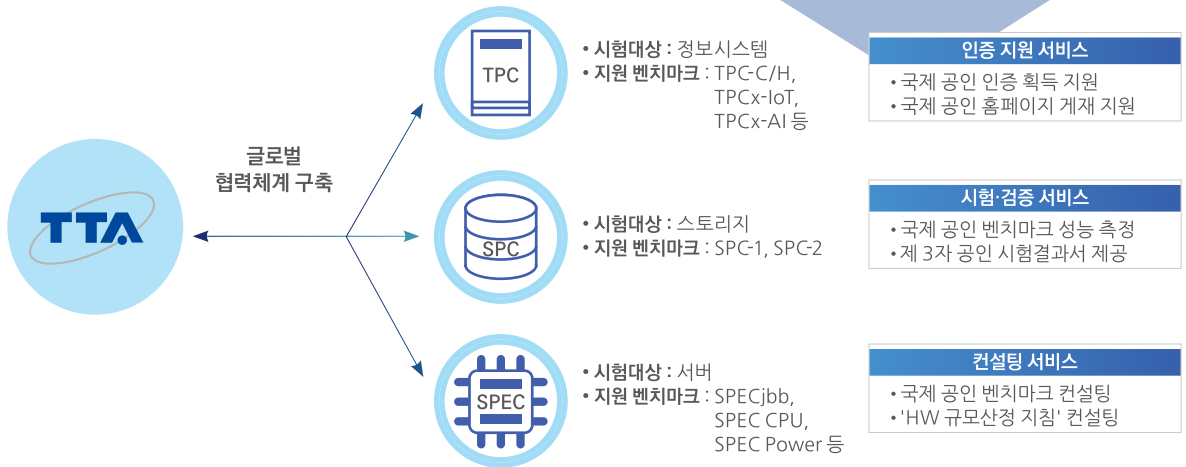 TTA
글로벌
협력체계 구축
TPC
• 시험대상 : 정보시스템
• 지원 벤치마크 : TPC-C/H,
TPCx-IoT,
TPCx-AI 등
인증 지원 서비스
• 국제 공인 인증 획득 지원
• 국제 공인 홈페이지 게재 지원
SPC
• 시험대상 : 스토리지
• 지원 벤치마크 : SPC-1, SPC-2
시험·검증 서비스
• 국제 공인 벤치마크 성능 측정
• 제 3자 공인 시험결과서 제공
SPEC
• 시험대상 : 서버
• 지원 벤치마크 : SPECjbb,
SPEC CPU,
SPEC Power 등
컨설팅 서비스
• 국제 공인 벤치마크 컨설팅
• 'HW 규모산정 지침' 컨설팅